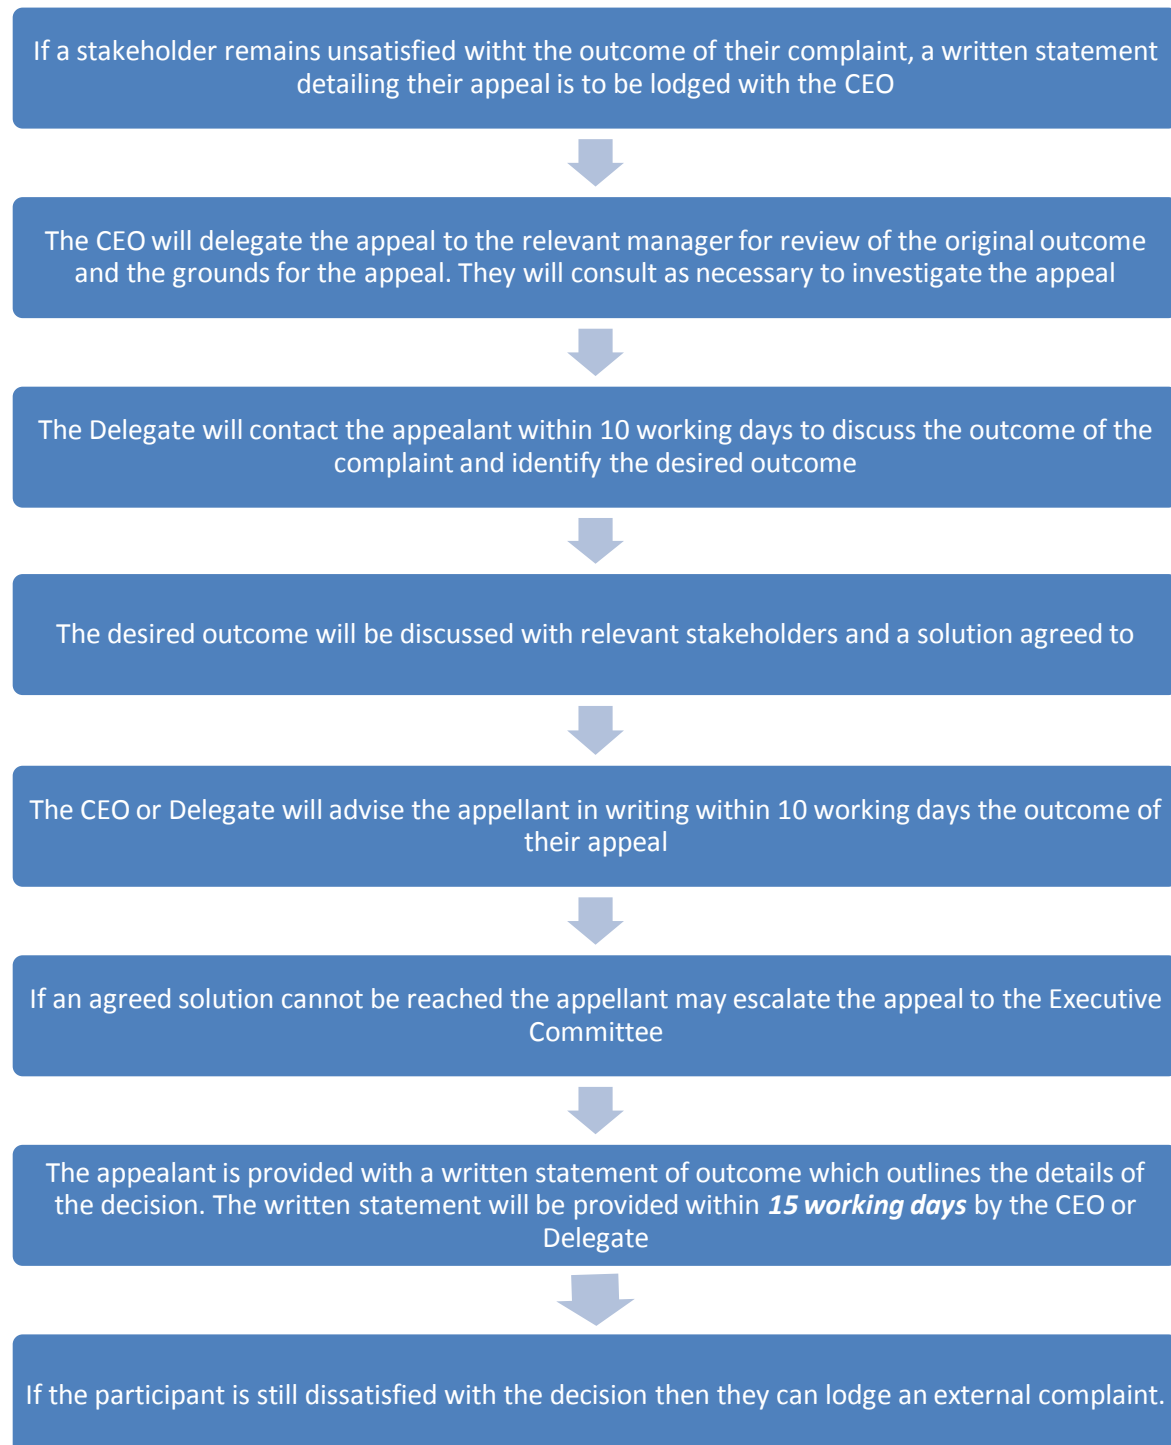 If a stakeholder remains unsatisfied witht the outcome of their complaint, a written statement
detailing their appeal is to be lodged with the CEO
The CEO will delegate the appeal to the relevant manager for review of the original outcome
and the grounds for the appeal. They will consult as necessary to investigate the appeal
The Delegate will contact the appealant within 10 working days to discuss the outcome of the
complaint and identify the desired outcome
The desired outcome will be discussed with relevant stakeholders and a solution agreed to
The CEO or Delegate will advise the appellant in writing within 10 working days the outcome of
their appeal
If an agreed solution cannot be reached the appellant may escalate the appeal to the Executive
Committee
The appealant is provided with a written statement of outcome which outlines the details of
the decision. The written statement will be provided within 15 working days by the CEO or
Delegate
If the participant is still dissatisfied with the decision then they can lodge an external complaint.